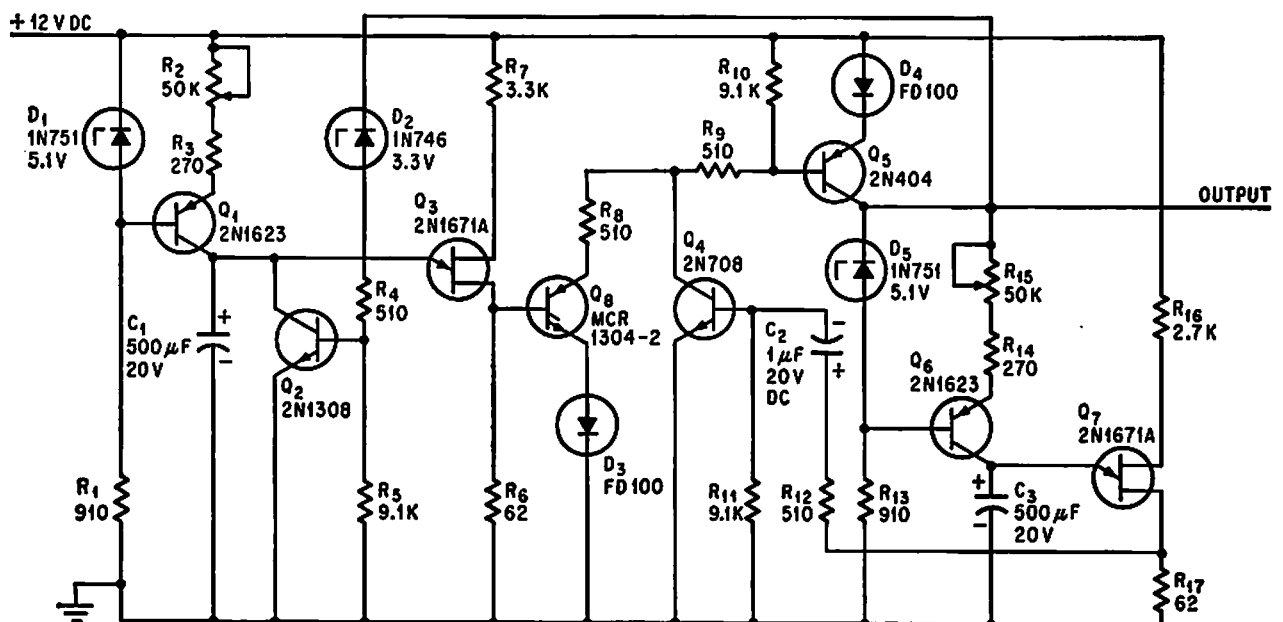 + 12 V DC
R2
50K
D1
1N751
5.1V
R3
270
Q1
2N1623
C1
500 µF
20V
+
-
Q2
2N1308
R1
910
D2
1N746
3.3V
R4
510
R5
9.1K
Q3
2N1671A
R7
3.3K
R6
62
R8
510
Q8
MCR
1304-2
D3
FD100
R9
510
R10
9.1K
Q4
2N708
D4
FD100
Q5
2N404
OUTPUT
D5
1N751
5.1V
C2
1µF
20V
DC
-
+
R11
9.1K
R12
510
R13
910
R15
50K
R14
270
Q6
2N1623
C3
500µF
20V
+
-
R16
2.7K
Q7
2N1671A
R17
62